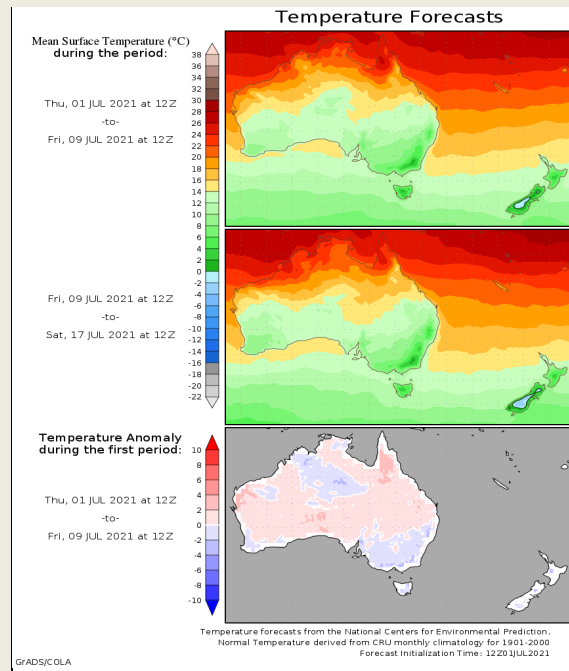 Temperature Forecasts
Mean Surface Temperature (°C)
during the period:
Thu, 01 JUL 2021 at 12Z
-to-
Fri, 09 JUL 2021 at 12Z
38
36
34
32
30
28
26
24
22
20
18
16
14
12
10
8
6
4
2
0
-2
-4
-6
-8
-10
-12
-14
-16
-18
-20
-22
Fri, 09 JUL 2021 at 12Z
-to-
Sat, 17 JUL 2021 at 12Z
Temperature Anomaly
during the first period:
Thu, 01 JUL 2021 at 12Z
-to-
Fri, 09 JUL 2021 at 12Z
10
8
6
4
2
0
-2
-4
-6
-8
-10
Temperature forecasts from the National Centers for Environmental Prediction.
Normal Temperature derived from CRU monthly climatology for 1901-2000
Forecast Initialization Time: 12Z01JUL2021
GrADS/COLA